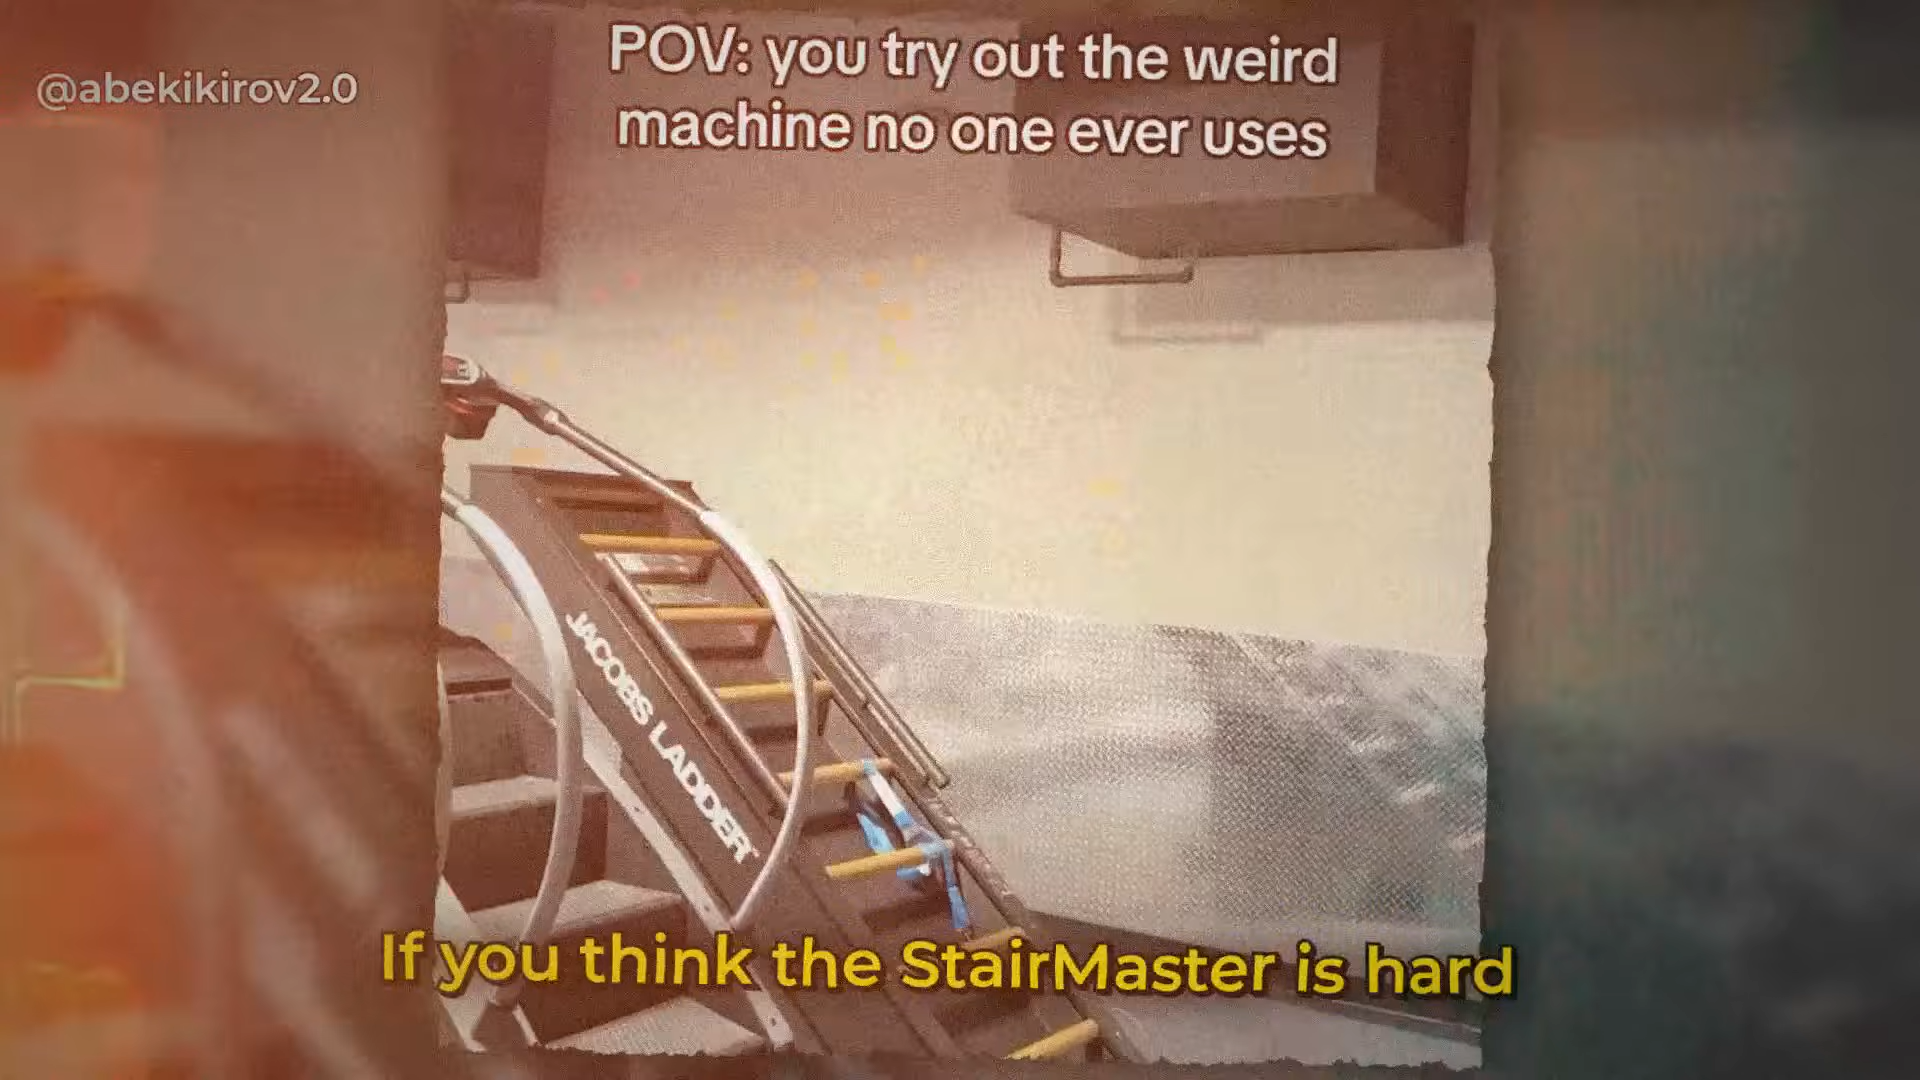 POV: you try out the weird
@abekikirov2.0
machine no one ever uses
JACOBS LADDER™
If you think the StairMaster is hard